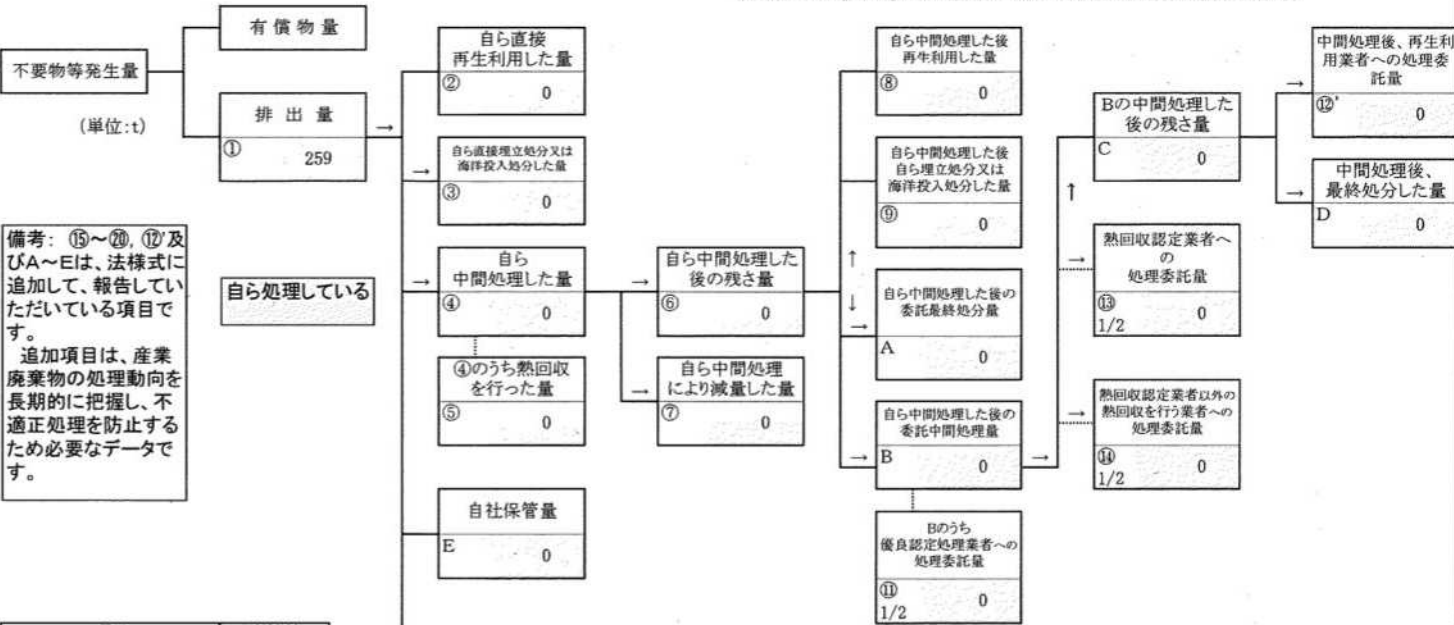 有償物量
不要物等発生量
(単位:t)
排出量
①
259
→
自ら直接
再生利用した量
②
0
→
自ら直接埋立処分又は
海洋投入処分した量
③
0
→
自ら
中間処理した量
④
0
④のうち熱回収
を行った量
⑤
0
自社保管量
E
0
自ら処理している
備考: ⑮～⑳, ⑫'及
びA～Eは、法様式に
追加して、報告してい
ただいている項目で
す。
追加項目は、産業
廃棄物の処理動向を
長期的に把握し、不
適正処理を防止する
ため必要なデータで
す。
→
自ら中間処理した
後の残さ量
⑥
0
→
自ら中間処理
により減量した量
⑦
0
自ら中間処理した後
再生利用した量
⑧
0
自ら中間処理した後
自ら埋立処分又は
海洋投入処分した量
⑨
0
↑
↓
→
自ら中間処理した後の
委託最終処分量
A
0
→
自ら中間処理した後の
委託中間処理量
B
0
Bのうち
優良認定処理業者への
処理委託量
⑪
1/2
0
→
Bの中間処理した
後の残さ量
C
0
↑
→
熱回収認定業者へ
の
処理委託量
⑬
1/2
0
→
熱回収認定業者以外の
熱回収を行う業者への
処理委託量
⑭
1/2
0
→
中間処理後、再生利
用業者への処理委
託量
⑫'
0
→
中間処理後、
最終処分した量
D
0